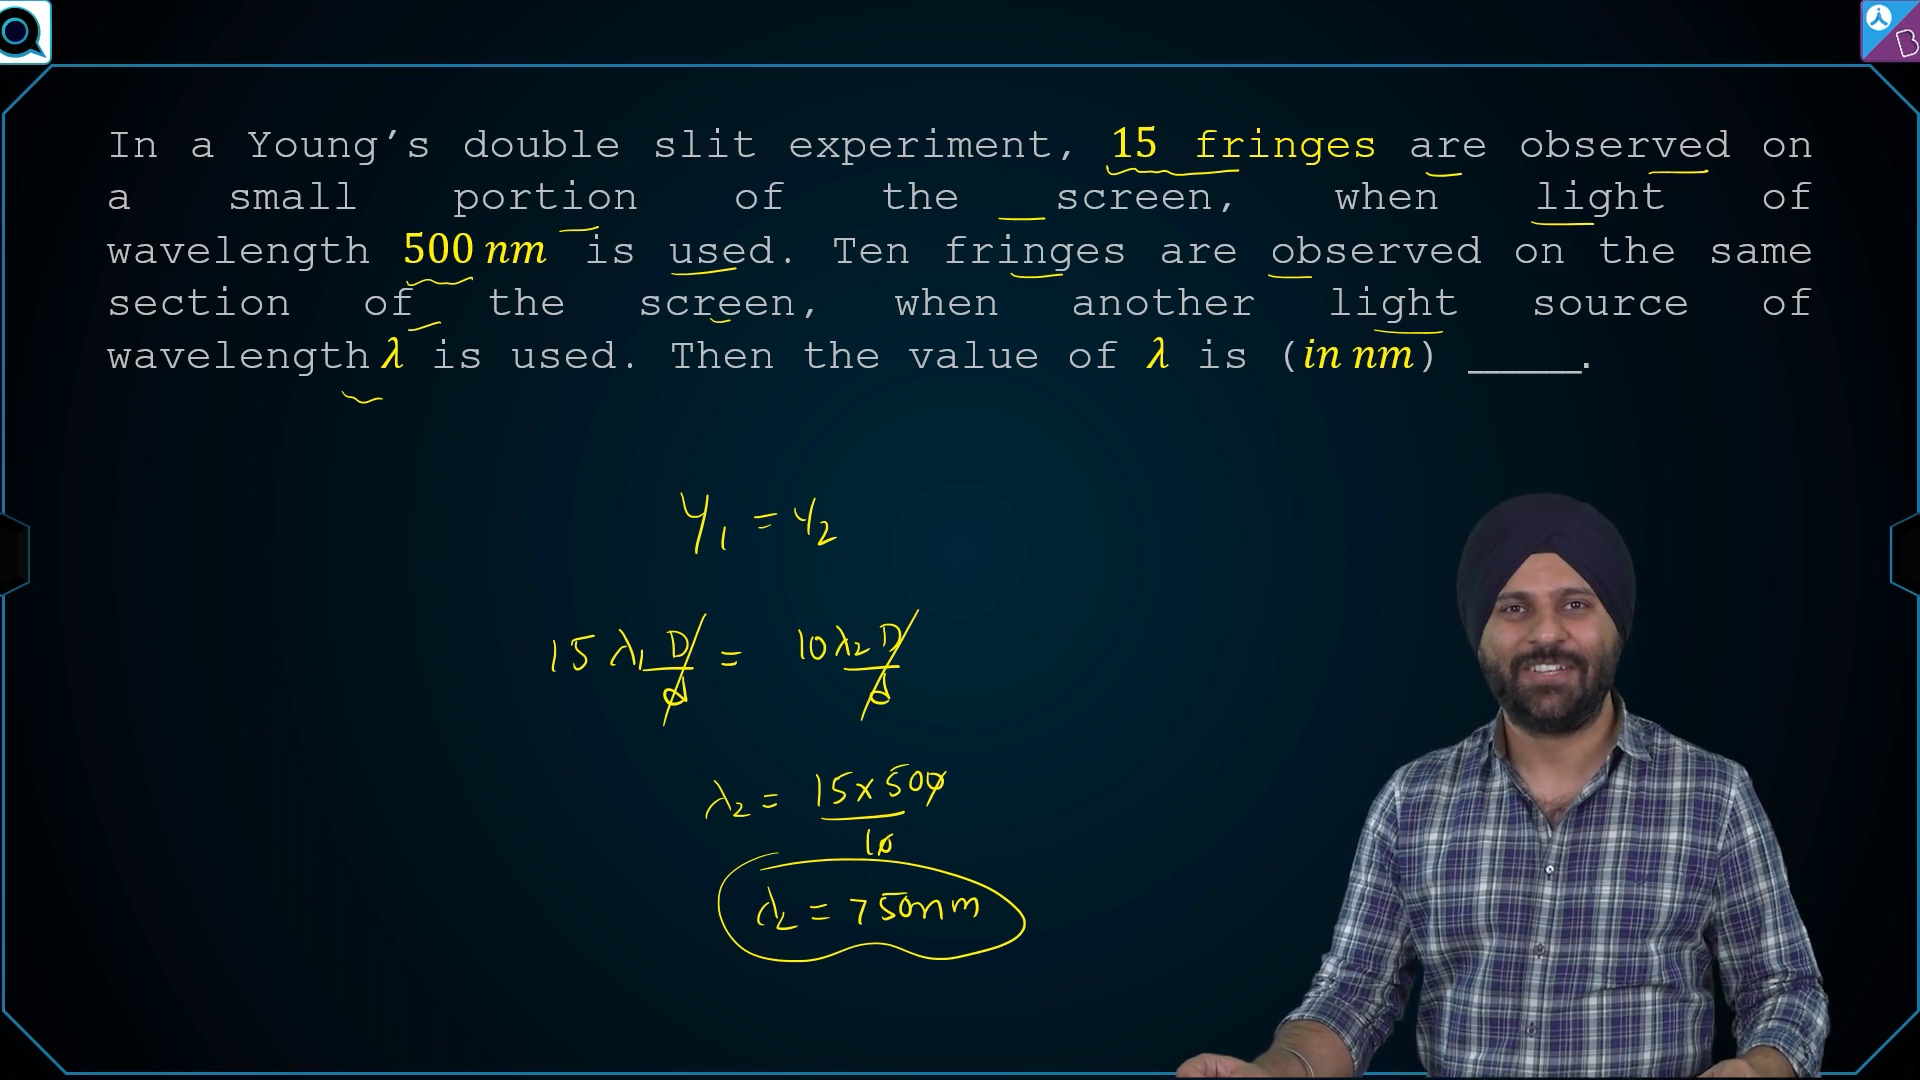 In a Young’s double slit experiment, 15 fringes are observed on
a small portion of the screen, when light of
wavelength 500 nm is used. Ten fringes are observed on the same
section of the screen, when another light source of
wavelength λ is used. Then the value of λ is (in nm) ______.
Y₁ = Y₂
15 λ₁ D/d = 10 λ₂ D/d
λ₂ = 15 x 500/10
λ₂ = 750nm
B